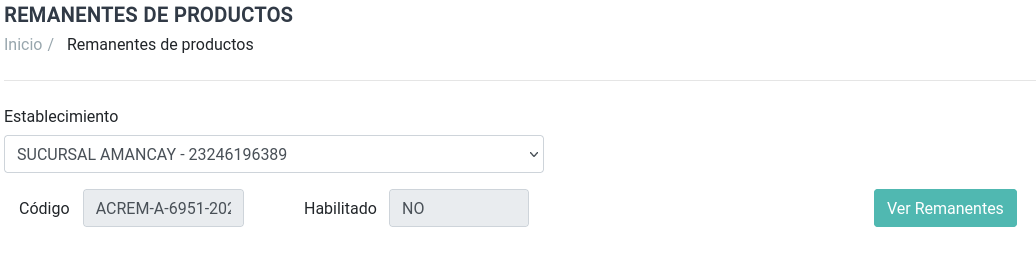 REMANENTES DE PRODUCTOS
Inicio / Remanentes de productos
Establecimiento
SUCURSAL AMANCAY - 23246196389
Código ACREM-A-6951-202 Habilitado NO Ver Remanentes